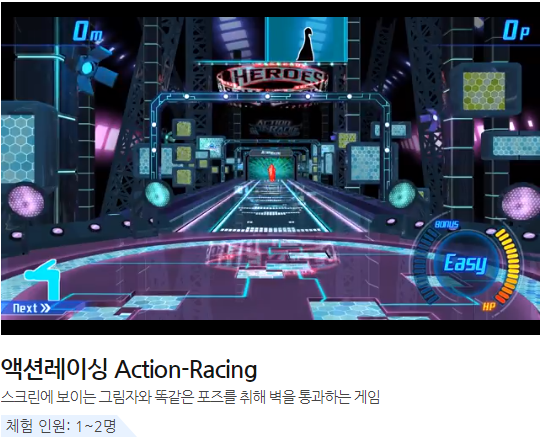 0m
0P
HEROES
ACTION RACING
BONUS
Easy
HP
Next >>
액션레이싱 Action-Racing
스크린에 보이는 그림자와 똑같은 포즈를 취해 벽을 통과하는 게임
체험 인원: 1~2명